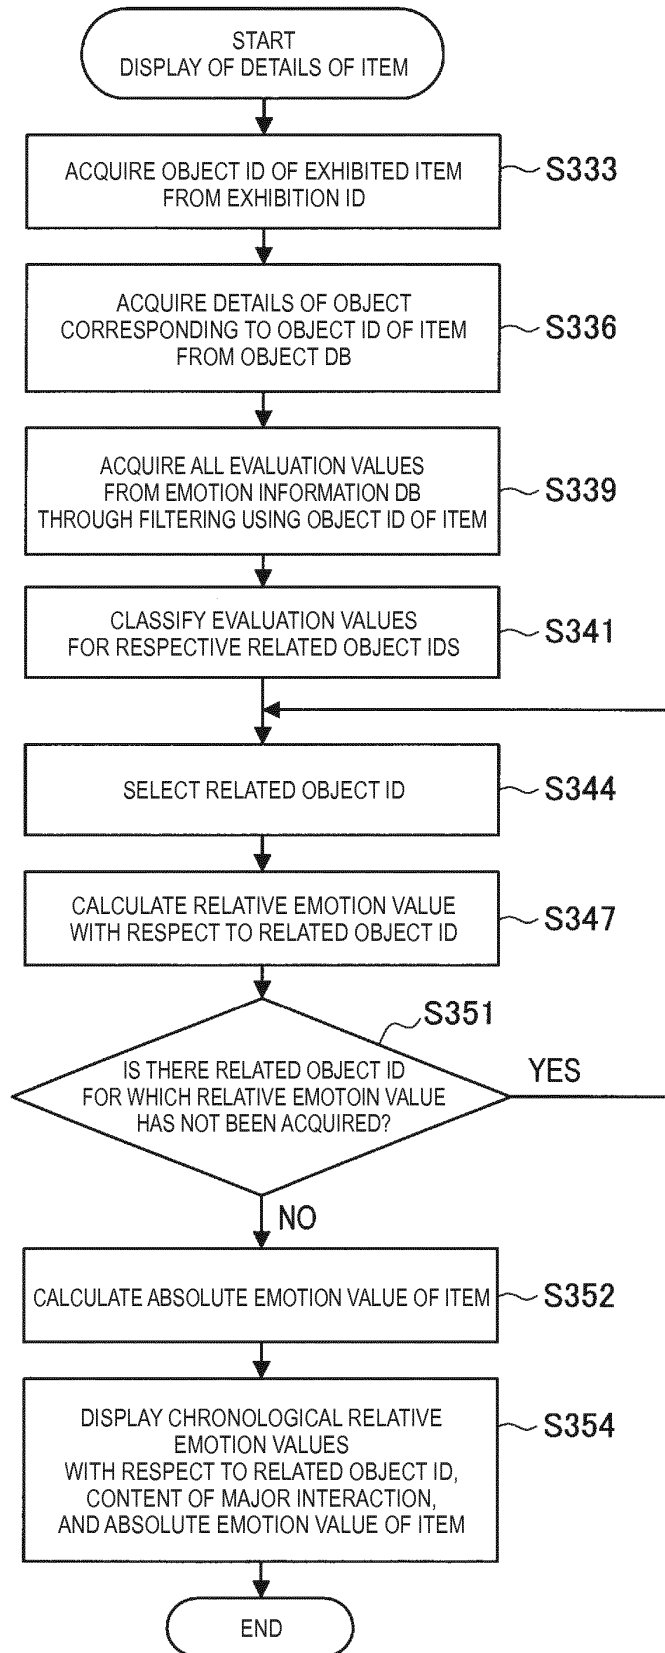 START
DISPLAY OF DETAILS OF ITEM
ACQUIRE OBJECT ID OF EXHIBITED ITEM
FROM EXHIBITION ID
S333
ACQUIRE DETAILS OF OBJECT
CORRESPONDING TO OBJECT ID OF ITEM
FROM OBJECT DB
S336
ACQUIRE ALL EVALUATION VALUES
FROM EMOTION INFORMATION DB
THROUGH FILTERING USING OBJECT ID OF ITEM
S339
CLASSIFY EVALUATION VALUES
FOR RESPECTIVE RELATED OBJECT IDS
S341
SELECT RELATED OBJECT ID
S344
CALCULATE RELATIVE EMOTION VALUE
WITH RESPECT TO RELATED OBJECT ID
S347
S351
IS THERE RELATED OBJECT ID
FOR WHICH RELATIVE EMOTOIN VALUE
HAS NOT BEEN ACQUIRED?
YES
NO
CALCULATE ABSOLUTE EMOTION VALUE OF ITEM
S352
DISPLAY CHRONOLOGICAL RELATIVE
EMOTION VALUES
WITH RESPECT TO RELATED OBJECT ID,
CONTENT OF MAJOR INTERACTION,
AND ABSOLUTE EMOTION VALUE OF ITEM
S354
END